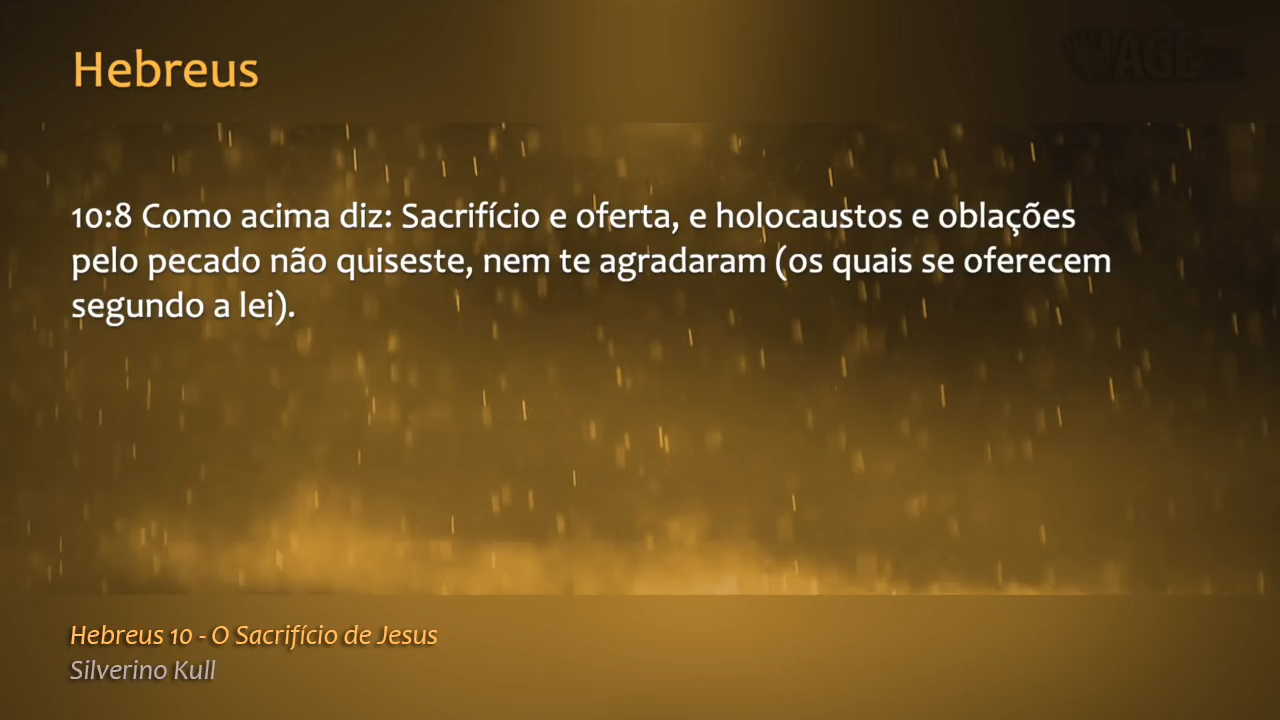 Hebreus
10:8 Como acima diz: Sacrifício e oferta, e holocaustos e oblações
pelo pecado não quiseste, nem te agradaram (os quais se oferecem
segundo a lei).
Hebreus 10 - O Sacrifício de Jesus
Silverino Kull